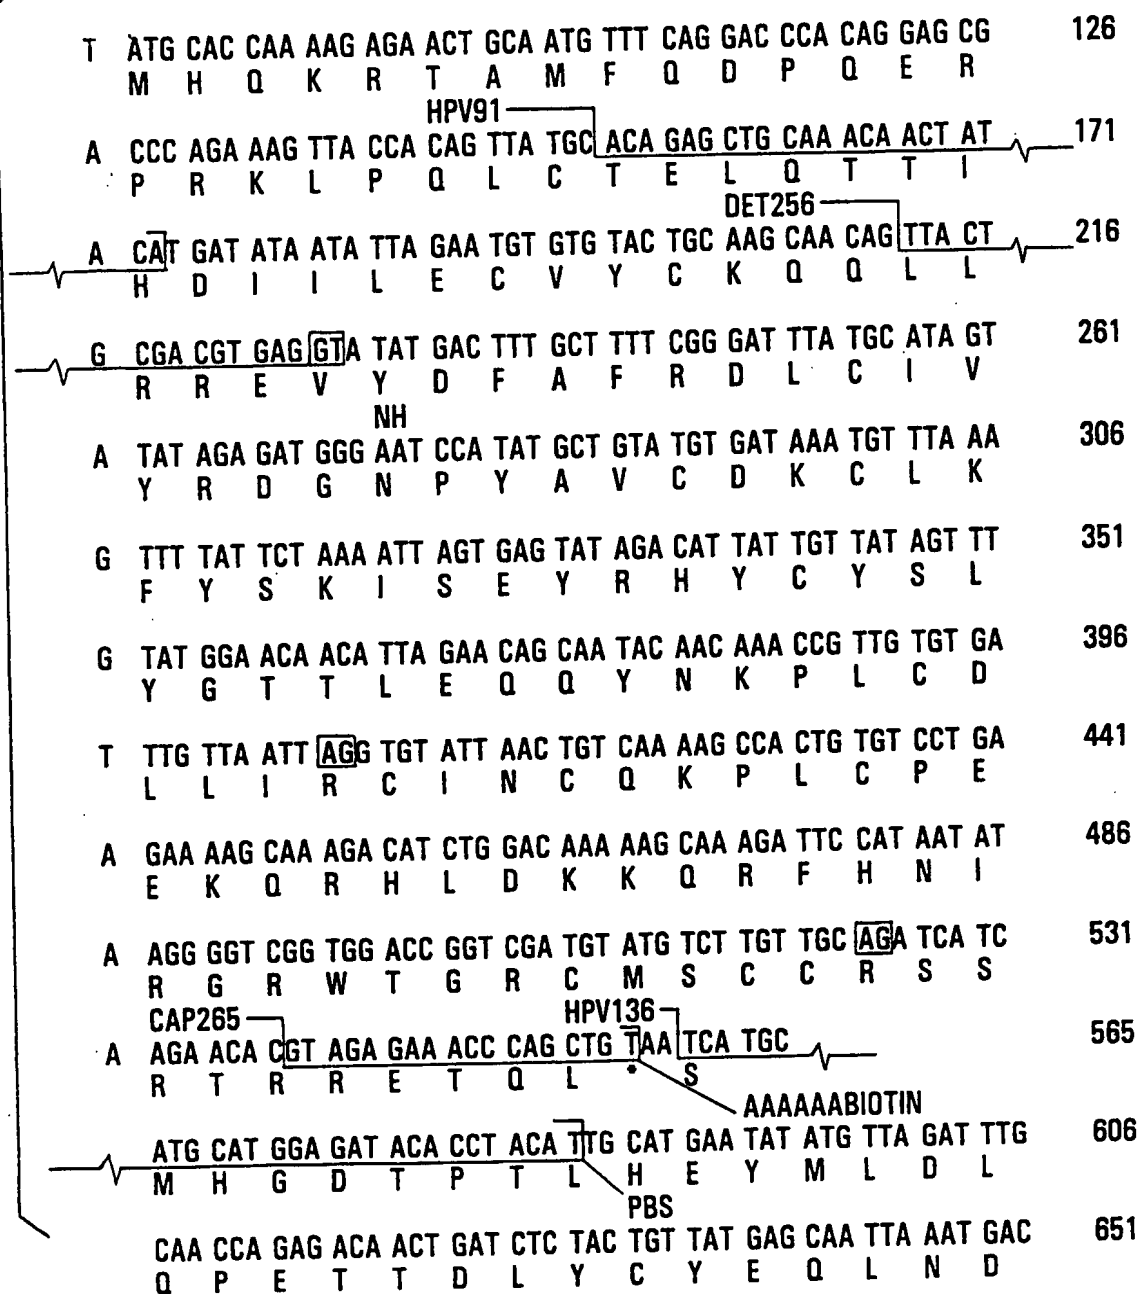 T ATG CAC CAA AAG AGA ACT GCA ATG TTT CAG GAC CCA CAG GAG CG 126
M H Q K R T A M F Q D P Q E R
HPV91
A CCC AGA AAG TTA CCA CAG TTA TGC ACA GAG CTG CAA ACA ACT AT 171
P R K L P Q L C T E L Q T T I
DET256
A CAT GAT ATA ATA TTA GAA TGT GTG TAC TGC AAG CAA CAG TTA CT 216
H D I I L E C V Y C K Q Q L L
G CGA CGT GAG GTA TAT GAC TTT GCT TTT CGG GAT TTA TGC ATA GT 261
R R E V Y D F A F R D L C I V
NH
A TAT AGA GAT GGG AAT CCA TAT GCT GTA TGT GAT AAA TGT TTA AA 306
Y R D G N P Y A V C D K C L K
G TTT TAT TCT AAA ATT AGT GAG TAT AGA CAT TAT TGT TAT AGT TT 351
F Y S K I S E Y R H Y C Y S L
G TAT GGA ACA ACA TTA GAA CAG CAA TAC AAC AAA CCG TTG TGT GA 396
Y G T T L E Q Q Y N K P L C D
T TTG TTA ATT AGG TGT ATT AAC TGT CAA AAG CCA CTG TGT CCT GA 441
L L I R C I N C Q K P L C P E
A GAA AAG CAA AGA CAT CTG GAC AAA AAG CAA AGA TTC CAT AAT AT 486
E K Q R H L D K K Q R F H N I
A AGG GGT CGG TGG ACC GGT CGA TGT ATG TCT TGT TGC AGA TCA TC 531
R G R W T G R C M S C C R S S
CAP265 HPV136
A AGA ACA CGT AGA GAA ACC CAG CTG TAA TCA TGC 565
R T R R E T Q L • S
AAAAAABIOTIN
ATG CAT GGA GAT ACA CCT ACA TTG CAT GAA TAT ATG TTA GAT TTG 606
M H G D T P T L H E Y M L D L
PBS
CAA CCA GAG ACA ACT GAT CTC TAC TGT TAT GAG CAA TTA AAT GAC 651
Q P E T T D L Y C Y E Q L N D